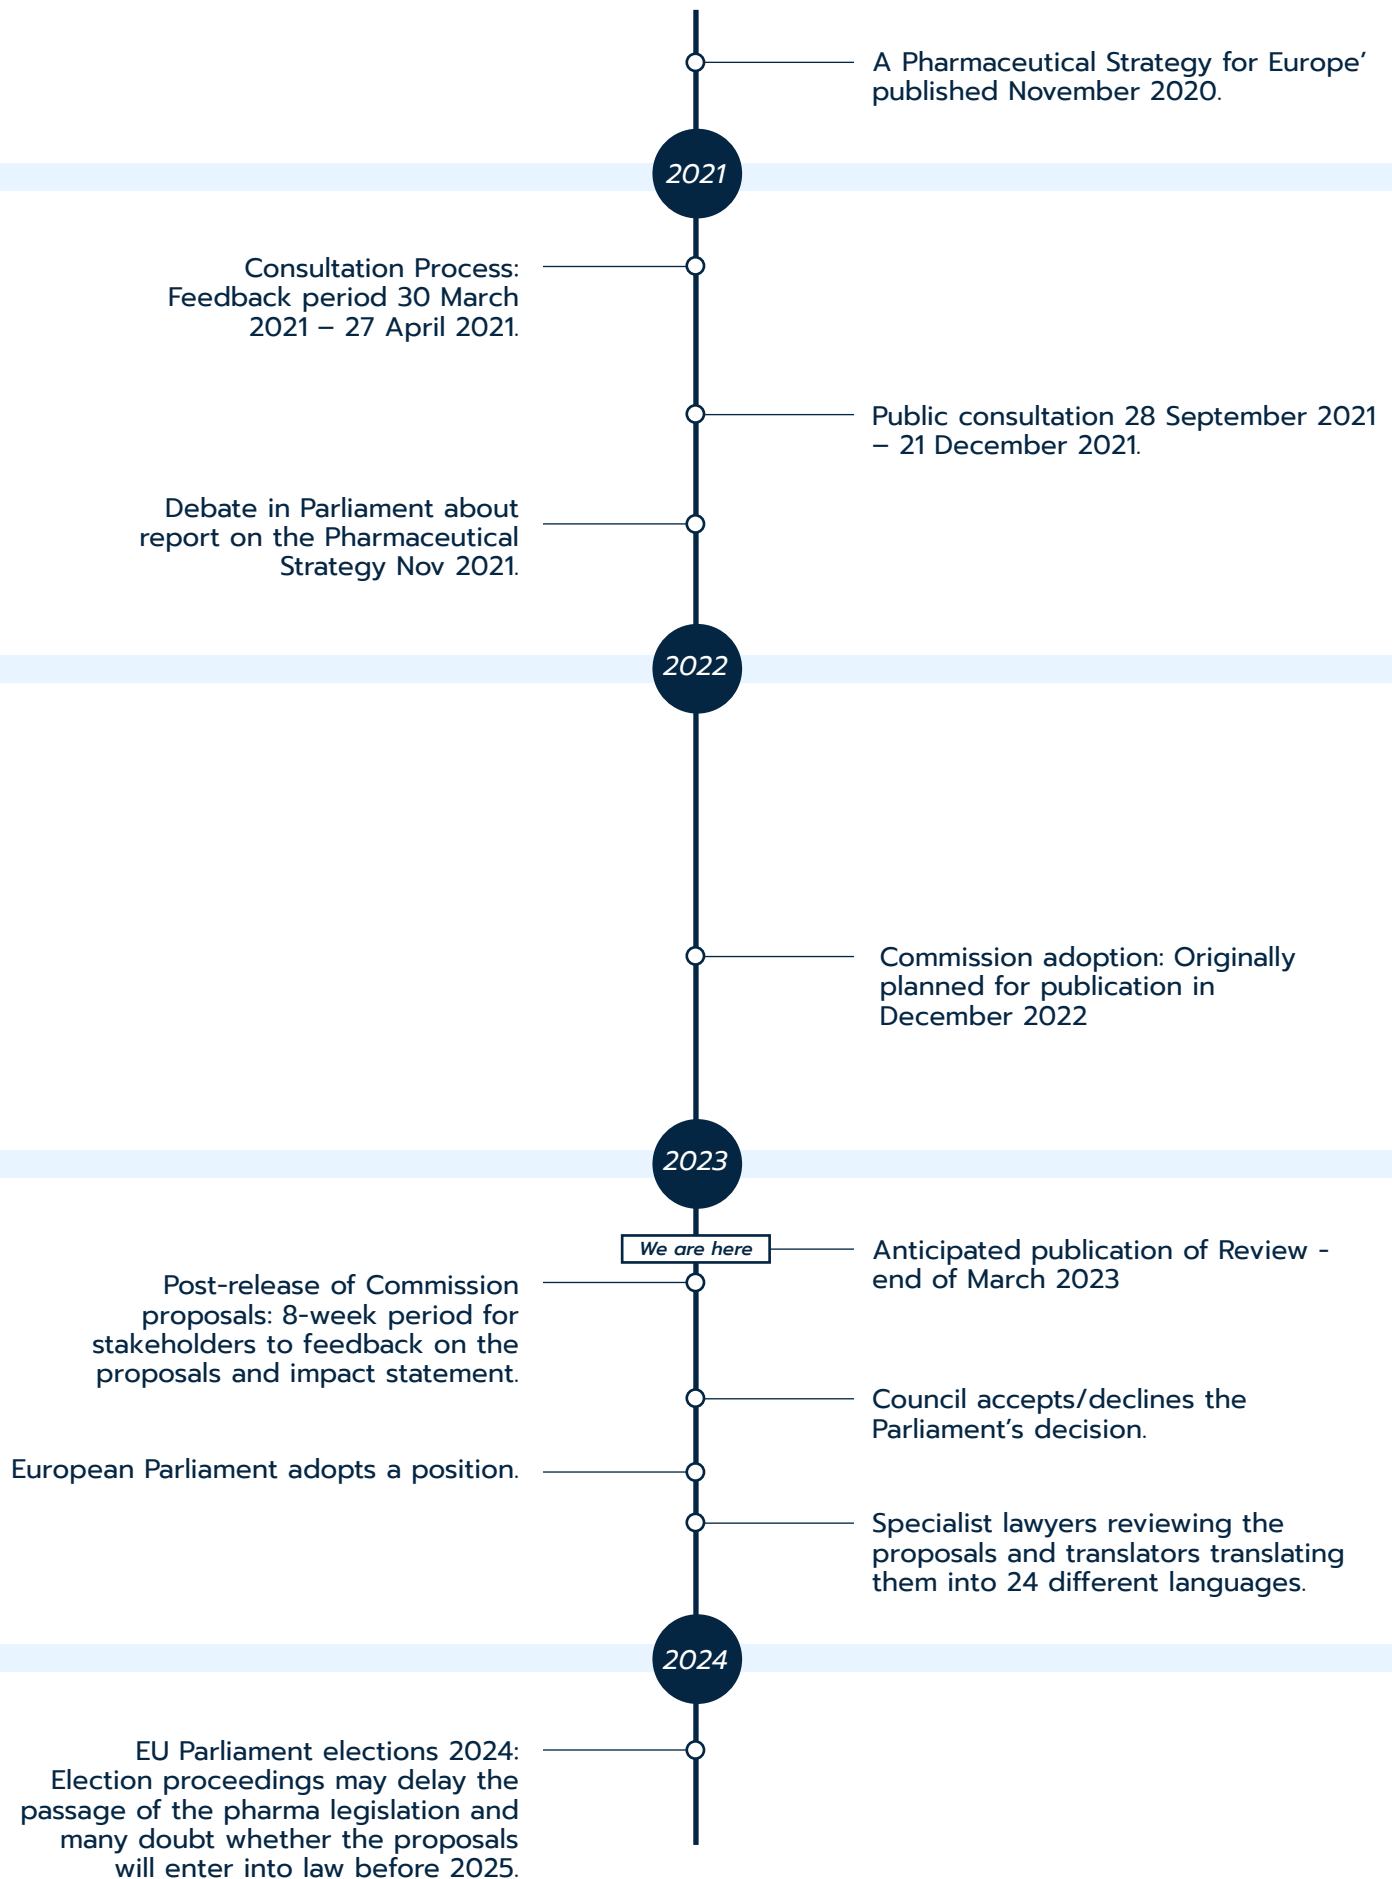 A Pharmaceutical Strategy for Europe’
published November 2020.
2021
Consultation Process:
Feedback period 30 March
2021 – 27 April 2021.
Public consultation 28 September 2021
– 21 December 2021.
Debate in Parliament about
report on the Pharmaceutical
Strategy Nov 2021.
2022
Commission adoption: Originally
planned for publication in
December 2022
2023
We are here
Anticipated publication of Review -
end of March 2023
Post-release of Commission
proposals: 8-week period for
stakeholders to feedback on the
proposals and impact statement.
Council accepts/declines the
Parliament’s decision.
European Parliament adopts a position.
Specialist lawyers reviewing the
proposals and translators translating
them into 24 different languages.
2024
EU Parliament elections 2024:
Election proceedings may delay the
passage of the pharma legislation and
many doubt whether the proposals
will enter into law before 2025.